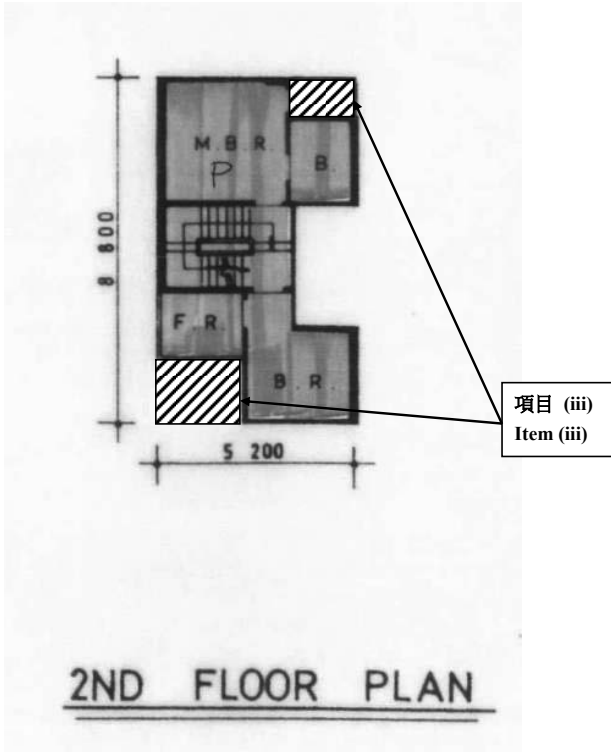 M.B.R.
P
B.
8 800
F.R.
B.R.
項目 (iii)
Item (iii)
5 200
2ND FLOOR PLAN